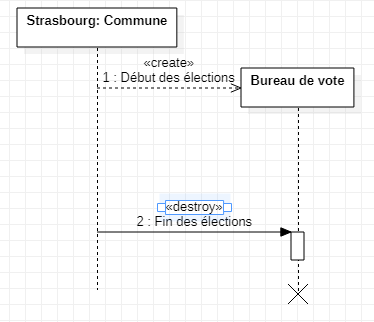 Strasbourg: Commune
«create»
1 : Début des élections
Bureau de vote
«destroy»
2 : Fin des élections